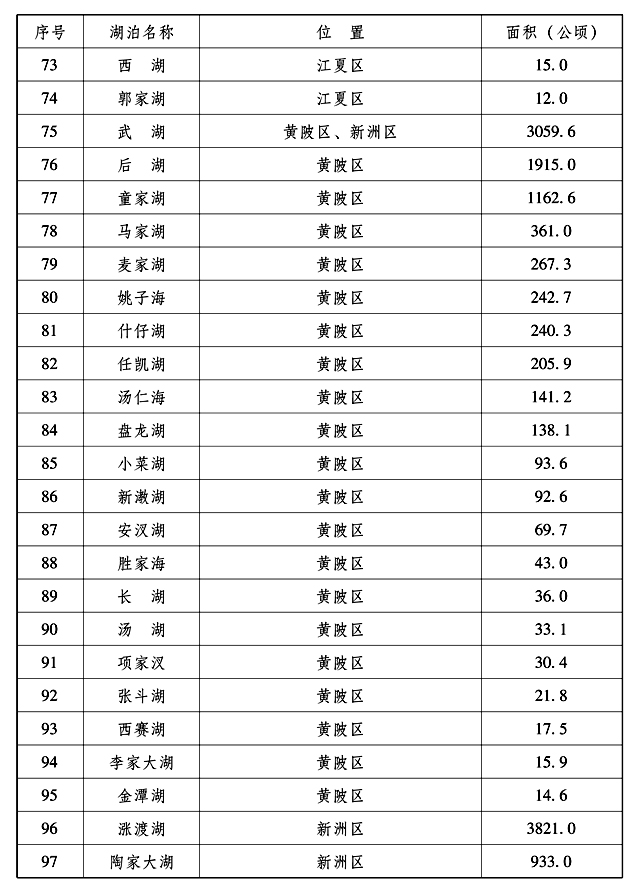 序号 湖泊名称 位 置 面积（公顷）
73 西 湖 江夏区 15.0
74 郭家湖 江夏区 12.0
75 武 湖 黄陂区、新洲区 3059.6
76 后 湖 黄陂区 1915.0
77 童家湖 黄陂区 1162.6
78 马家湖 黄陂区 361.0
79 麦家湖 黄陂区 267.3
80 姚子海 黄陂区 242.7
81 什仔湖 黄陂区 240.3
82 任凯湖 黄陂区 205.9
83 汤仁海 黄陂区 141.2
84 盘龙湖 黄陂区 138.1
85 小菜湖 黄陂区 93.6
86 新漖湖 黄陂区 92.6
87 安汊湖 黄陂区 69.7
88 胜家海 黄陂区 43.0
89 长 湖 黄陂区 36.0
90 汤 湖 黄陂区 33.1
91 项家汊 黄陂区 30.4
92 张斗湖 黄陂区 21.8
93 西赛湖 黄陂区 17.5
94 李家大湖 黄陂区 15.9
95 金潭湖 黄陂区 14.6
96 涨渡湖 新洲区 3821.0
97 陶家大湖 新洲区 933.0